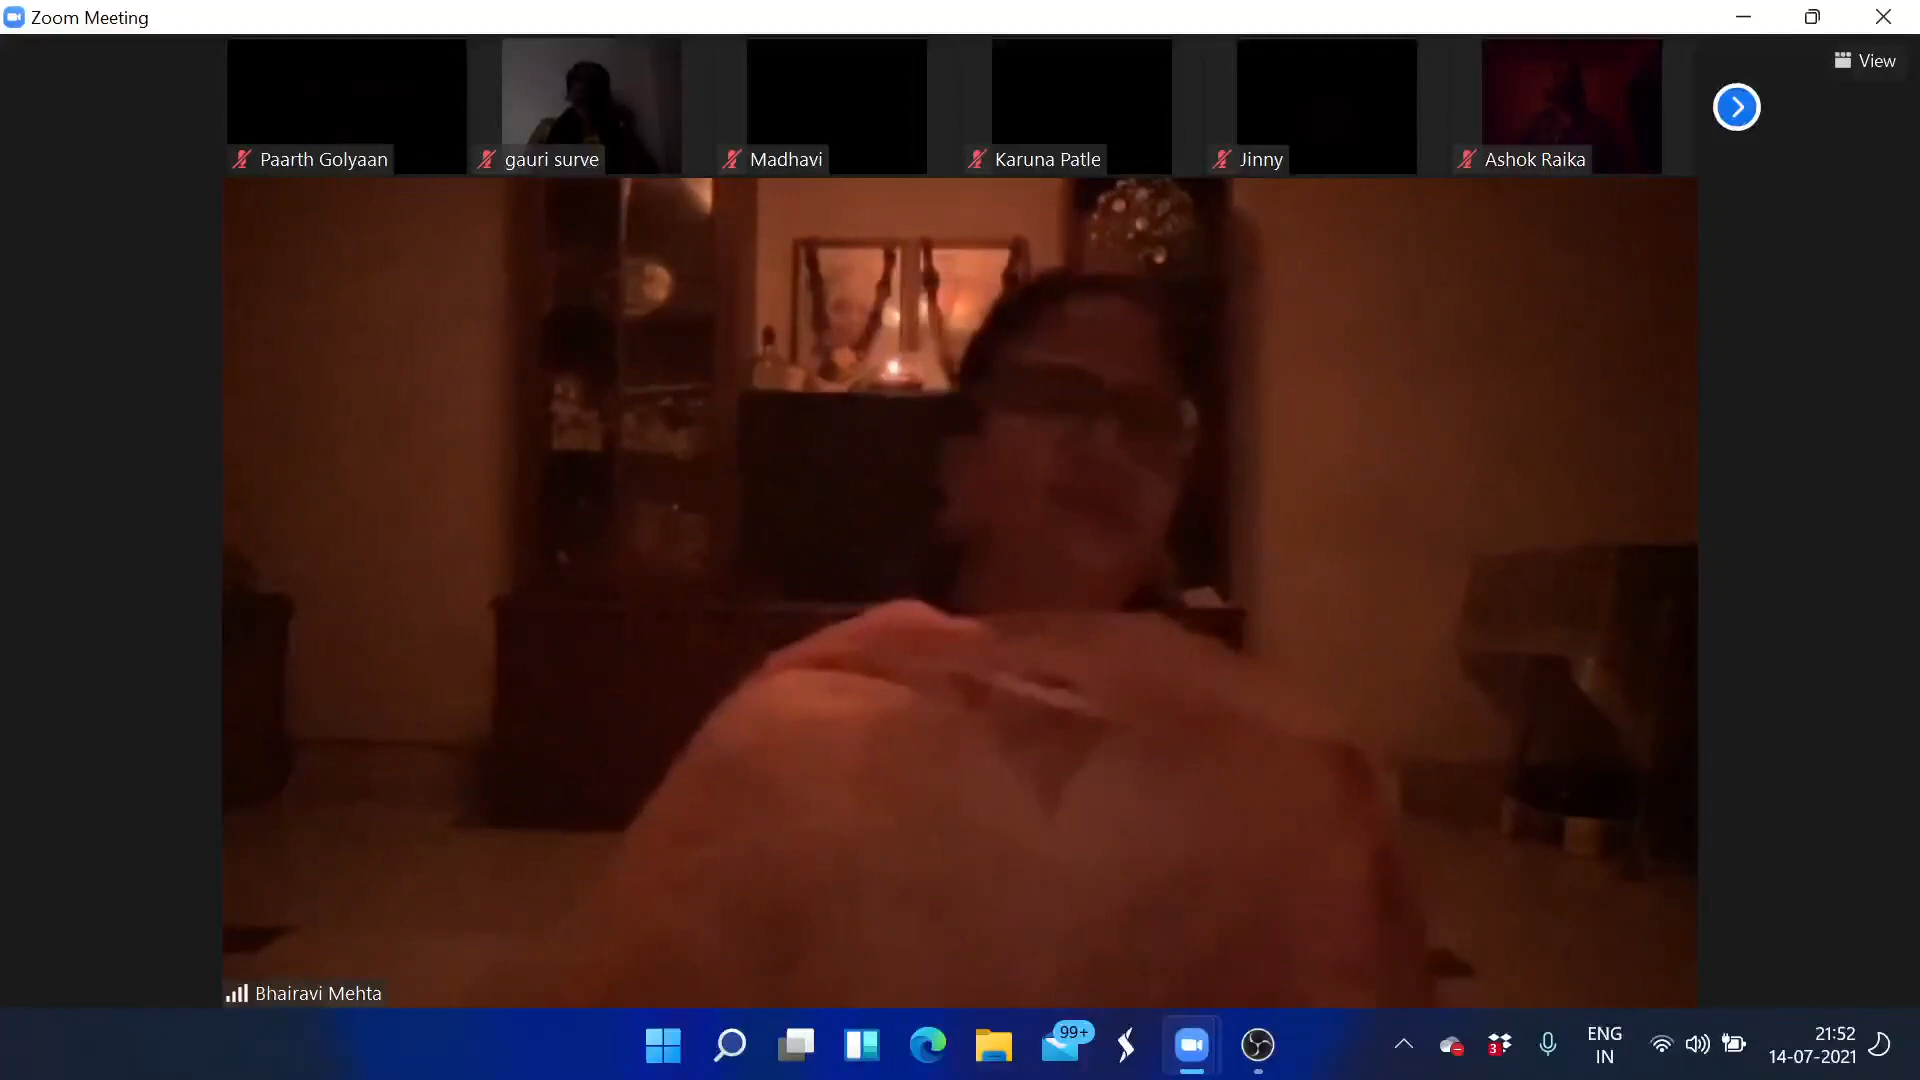 Zoom Meeting
View
Paarth Golyaan
gauri surve
Madhavi
Karuna Patle
Jinny
Ashok Raika
Bhairavi Mehta
99+
3
ENG
IN
21:52
14-07-2021